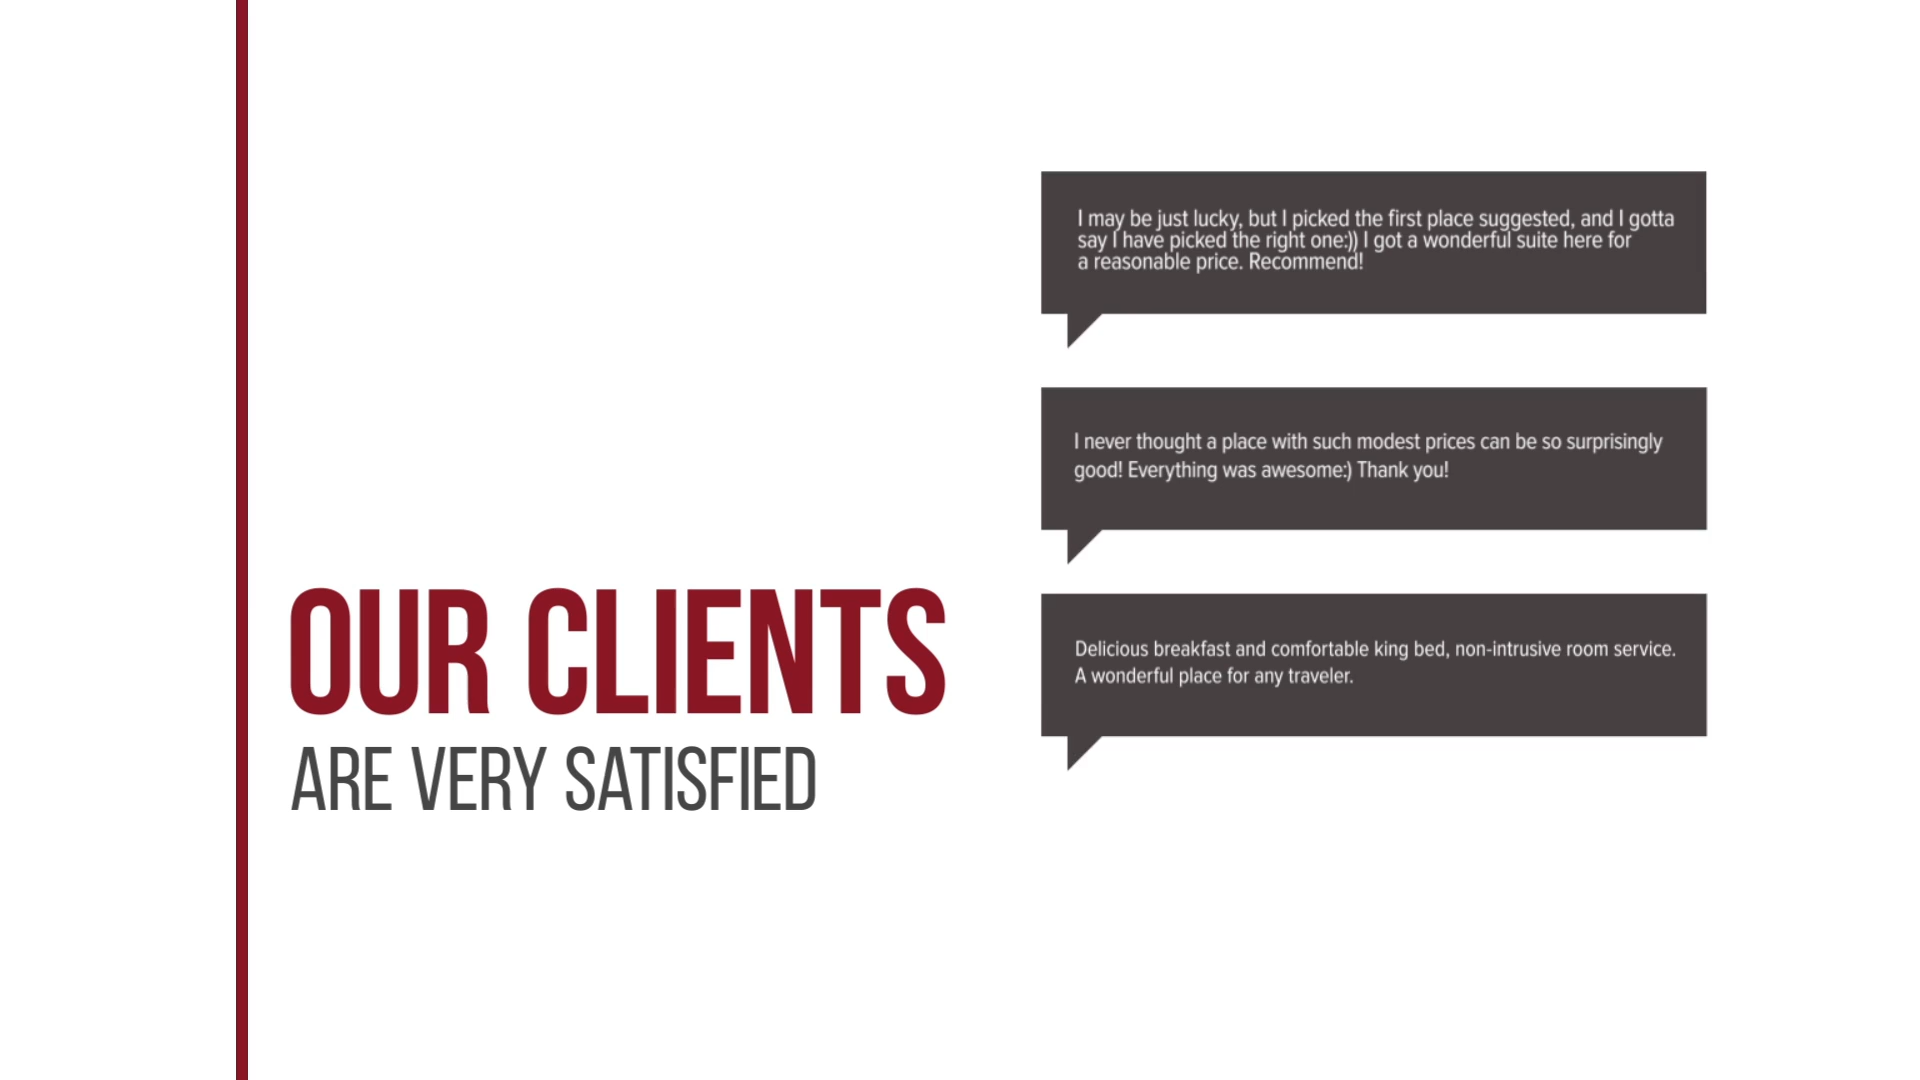 OUR CLIENTS
ARE VERY SATISFIED
I may be just lucky, but I picked the first place suggested, and I gotta
say I have picked the right one:)) I got a wonderful suite here for
a reasonable price. Recommend!
I never thought a place with such modest prices can be so surprisingly
good! Everything was awesome:) Thank you!
Delicious breakfast and comfortable king bed, non-intrusive room service.
A wonderful place for any traveler.